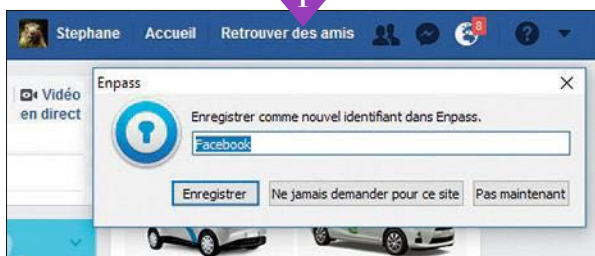 1
Stephane Accueil Retrouver des amis 8 ?
Vidéo
en direct
Enpass
Enregistrer comme nouvel identifiant dans Enpass.
Facebook
Enregistrer Ne jamais demander pour ce site Pas maintenant